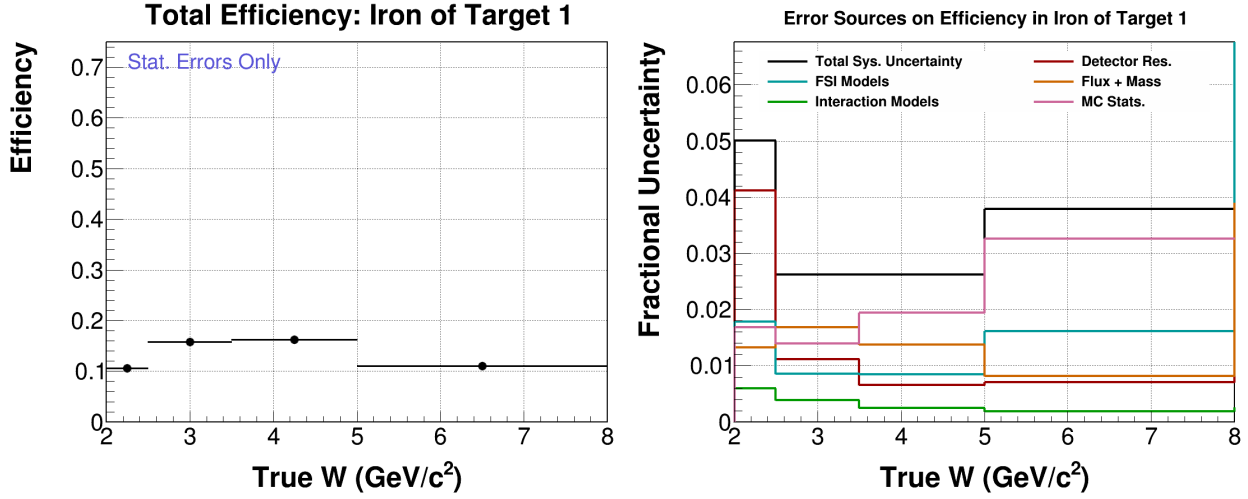 Total Efficiency: Iron of Target 1
Stat. Errors Only
Efficiency
0.7
0.6
0.5
0.4
0.3
0.2
0.1
0
2 3 4 5 6 7 8
True W (GeV/c²)
Error Sources on Efficiency in Iron of Target 1
Total Sys. Uncertainty
FSI Models
Interaction Models
Detector Res.
Flux + Mass
MC Stats.
Fractional Uncertainty
0.06
0.05
0.04
0.03
0.02
0.01
0
2 3 4 5 6 7 8
True W (GeV/c²)